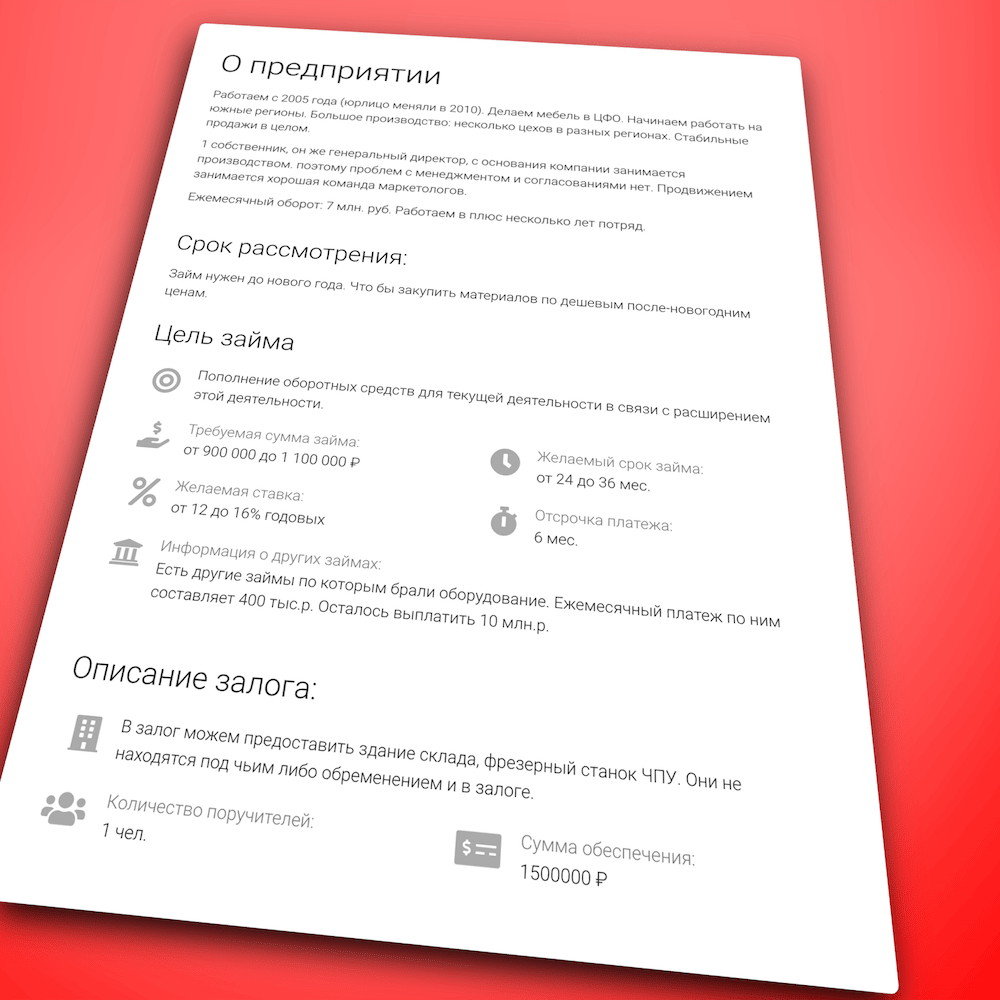 О предприятии
Работаем с 2005 года (юрлицо меняли в 2010). Делаем мебель в ЦФО. Начинаем работать на
южные регионы. Большое производство: несколько цехов в разных регионах. Стабильные
продажи в целом.
1 собственник, он же генеральный директор, с основания компании занимается
производством. поэтому проблем с менеджментом и согласованиями нет. Продвижением
занимается хорошая команда маркетологов.
Ежемесячный оборот: 7 млн. руб. Работаем в плюс несколько лет потряд.
Срок рассмотрения:
Займ нужен до нового года. Что бы закупить материалов по дешевым после-новогодним
ценам.
Цель займа
Пополнение оборотных средств для текущей деятельности в связи с расширением
этой деятельности.
Требуемая сумма займа:
от 900 000 до 1 100 000 ₽
Желаемый срок займа:
от 24 до 36 мес.
Желаемая ставка:
от 12 до 16% годовых
Отсрочка платежа:
6 мес.
Информация о других займах:
Есть другие займы по которым брали оборудование. Ежемесячный платеж по ним
составляет 400 тыс.р. Осталось выплатить 10 млн.р.
Описание залога:
В залог можем предоставить здание склада, фрезерный станок ЧПУ. Они не
находятся под чьим либо обременением и в залоге.
Количество поручителей:
1 чел.
Сумма обеспечения:
1500000 ₽